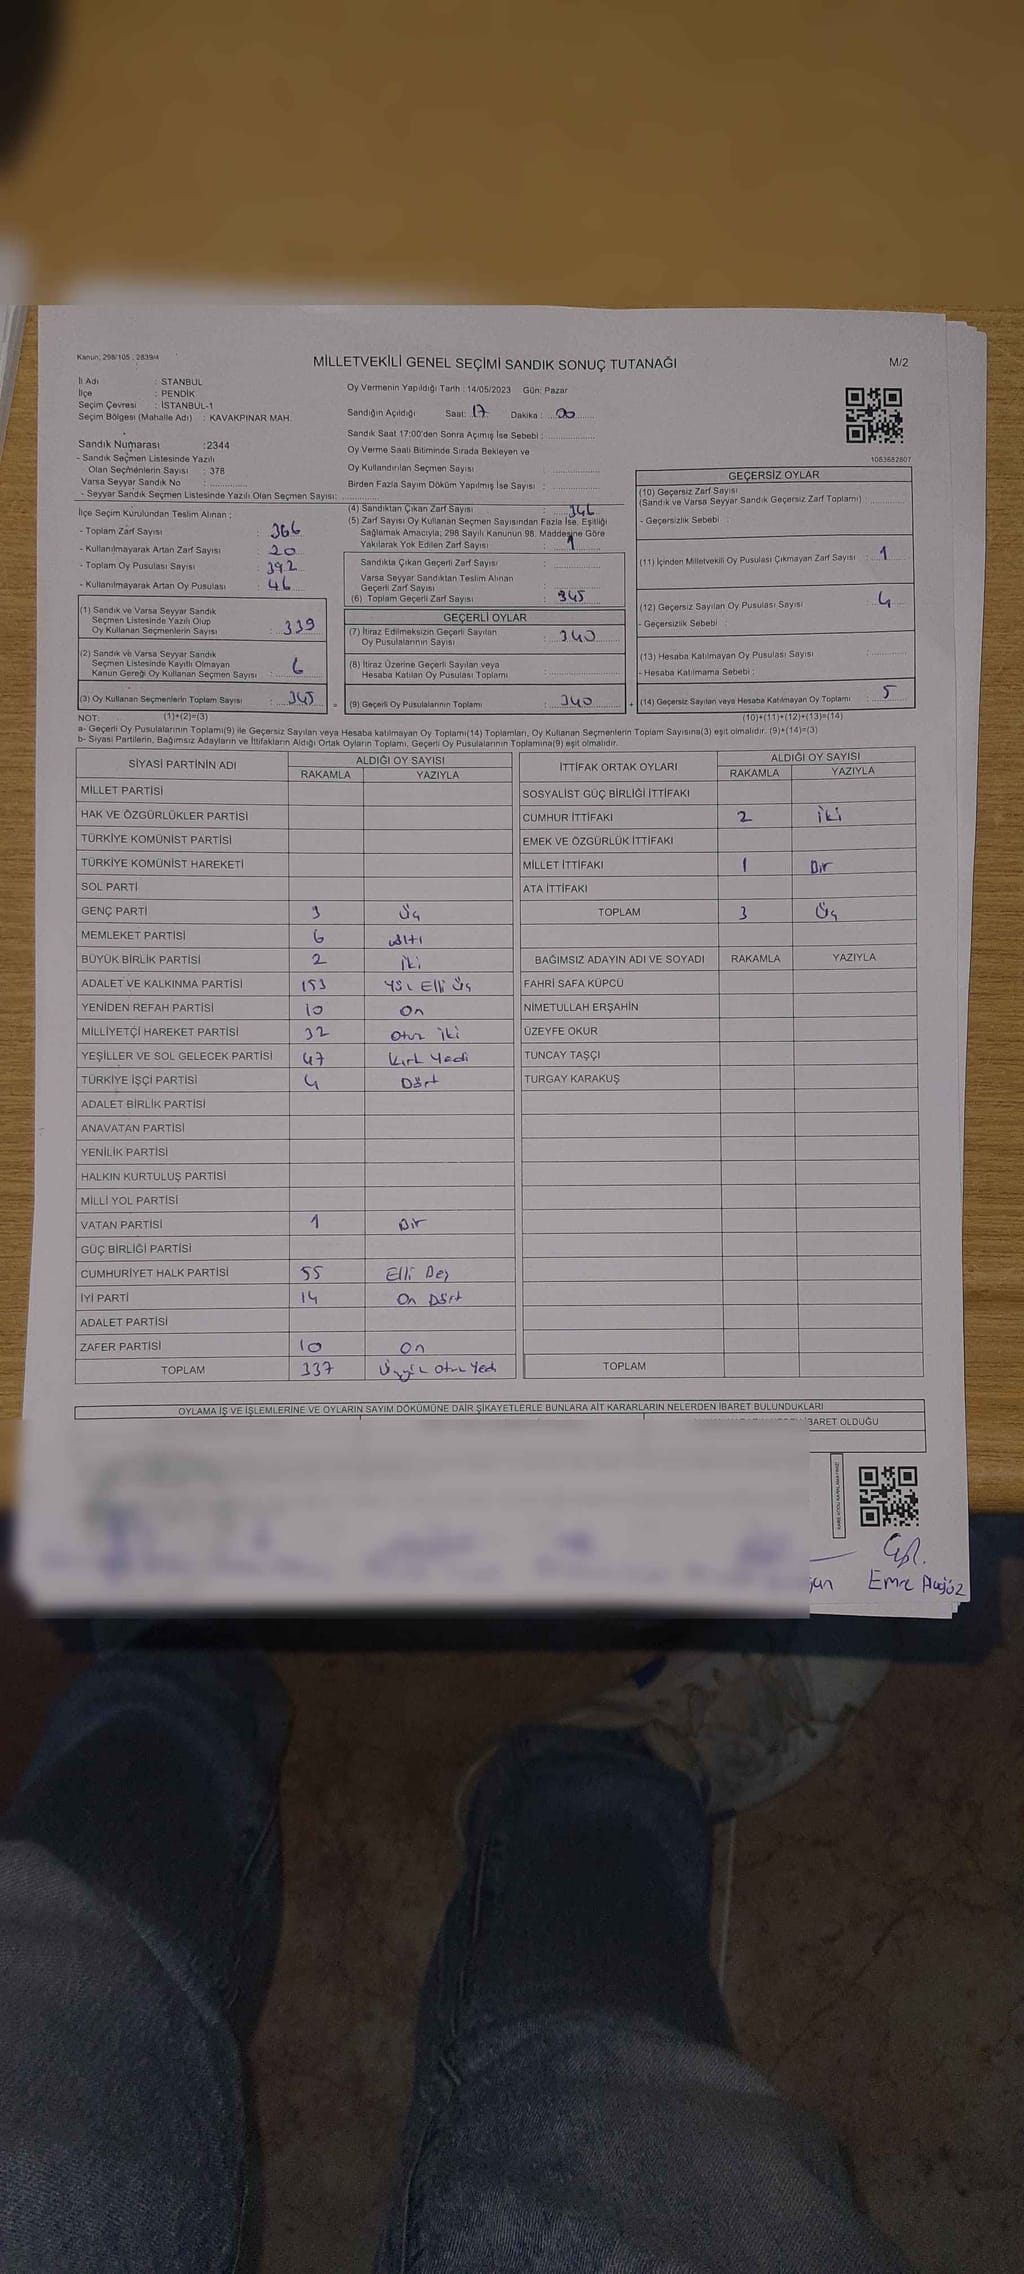 Kanun; 298/105 , 2839/4
MİLLETVEKİLİ GENEL SEÇİMİ SANDIK SONUÇ TUTANAĞI
M/2
İl Adı : STANBUL
İlçe : PENDİK
Seçim Çevresi : İSTANBUL-1
Seçim Bölgesi (Mahalle Adı) : KAVAKPINAR MAH.
Oy Vermenin Yapıldığı Tarih : 14/05/2023 Gün: Pazar
Sandığın Açıldığı Saat: 17 Dakika : 00
Sandık Saat 17:00'den Sonra Açımış İse Sebebi :
Oy Verme Saati Bitiminde Sırada Bekleyen ve
Oy Kullandırılan Seçmen Sayısı :
Birden Fazla Sayım Döküm Yapılmış İse Sayısı :
1083682807
Sandık Numarası :2344
- Sandık Seçmen Listesinde Yazılı
Olan Seçmenlerin Sayısı : 378
Varsa Seyyar Sandık No :
- Seyyar Sandık Seçmen Listesinde Yazılı Olan Seçmen Sayısı:
İlçe Seçim Kurulundan Teslim Alınan ;
- Toplam Zarf Sayısı : 366
- Kullanılmayarak Artan Zarf Sayısı : 20
- Toplam Oy Pusulası Sayısı : 392
- Kullanılmayarak Artan Oy Pusulası : 46
(1) Sandık ve Varsa Seyyar Sandık
Seçmen Listesinde Yazılı Olup
Oy Kullanan Seçmenlerin Sayısı : 339
(2) Sandık ve Varsa Seyyar Sandık
Seçmen Listesinde Kayıtlı Olmayan
Kanun Gereği Oy Kullanan Seçmen Sayısı : 6
(3) Oy Kullanan Seçmenlerin Toplam Sayısı : 345
(4) Sandıktan Çıkan Zarf Sayısı : 346
(5) Zarf Sayısı Oy Kullanan Seçmen Sayısından Fazla İse, Eşitliği
Sağlamak Amacıyla; 298 Sayılı Kanunun 98. Maddesine Göre
Yakılarak Yok Edilen Zarf Sayısı : 1
Sandıkta Çıkan Geçerli Zarf Sayısı :
Varsa Seyyar Sandıktan Teslim Alınan
Geçerli Zarf Sayısı :
(6) Toplam Geçerli Zarf Sayısı : 345
GEÇERLİ OYLAR
(7) İtiraz Edilmeksizin Geçerli Sayılan
Oy Pusulalarının Sayısı : 340
(8) İtiraz Üzerine Geçerli Sayılan veya
Hesaba Katılan Oy Pusulası Toplamı :
(9) Geçerli Oy Pusulalarının Toplamı : 340
GEÇERSİZ OYLAR
(10) Geçersiz Zarf Sayısı
(Sandık ve Varsa Seyyar Sandık Geçersiz Zarf Toplamı) :
- Geçersizlik Sebebi :
(11) İçinden Milletvekili Oy Pusulası Çıkmayan Zarf Sayısı : 1
(12) Geçersiz Sayılan Oy Pusulası Sayısı : 4
- Geçersizlik Sebebi :
(13) Hesaba Katılmayan Oy Pusulası Sayısı :
- Hesaba Katılmama Sebebi :
(14) Geçersiz Sayılan veya Hesaba Katılmayan Oy Toplamı : 5
NOT: (1)+(2)=(3) (10)+(11)+(12)+(13)=(14)
a- Geçerli Oy Pusulalarının Toplamı(9) ile Geçersiz Sayılan veya Hesaba katılmayan Oy Toplamı(14) Toplamları, Oy Kullanan Seçmenlerin Toplam Sayısına(3) eşit olmalıdır. (9)+(14)=(3)
b- Siyasi Partilerin, Bağımsız Adayların ve İttifakların Aldığı Ortak Oyların Toplamı, Geçerli Oy Pusulalarının Toplamına(9) eşit olmalıdır.
SİYASİ PARTİNİN ADI ALDIĞI OY SAYISI
RAKAMLA YAZIYLA
MİLLET PARTİSİ
HAK VE ÖZGÜRLÜKLER PARTİSİ
TÜRKİYE KOMÜNİST PARTİSİ
TÜRKİYE KOMÜNİST HAREKETİ
SOL PARTİ
GENÇ PARTİ 3 Üç
MEMLEKET PARTİSİ 6 Altı
BÜYÜK BİRLİK PARTİSİ 2 İki
ADALET VE KALKINMA PARTİSİ 153 Yüz Elli Üç
YENİDEN REFAH PARTİSİ 10 On
MİLLİYETÇİ HAREKET PARTİSİ 32 Otuz İki
YEŞİLLER VE SOL GELECEK PARTİSİ 47 Kırk Yedi
TÜRKİYE İŞÇİ PARTİSİ 4 Dört
ADALET BİRLİK PARTİSİ
ANAVATAN PARTİSİ
YENİLİK PARTİSİ
HALKIN KURTULUŞ PARTİSİ
MİLLİ YOL PARTİSİ
VATAN PARTİSİ 1 Bir
GÜÇ BİRLİĞİ PARTİSİ
CUMHURİYET HALK PARTİSİ 55 Elli Beş
İYİ PARTİ 14 On Dört
ADALET PARTİSİ
ZAFER PARTİSİ 10 On
TOPLAM 337 Üçyüz Otuz Yedi
İTTİFAK ORTAK OYLARI ALDIĞI OY SAYISI
RAKAMLA YAZIYLA
SOSYALİST GÜÇ BİRLİĞİ İTTİFAKI
CUMHUR İTTİFAKI 2 İki
EMEK VE ÖZGÜRLÜK İTTİFAKI
MİLLET İTTİFAKI 1 Bir
ATA İTTİFAKI
TOPLAM 3 Üç
BAĞIMSIZ ADAYIN ADI VE SOYADI RAKAMLA YAZIYLA
FAHRİ SAFA KÜPCÜ
NİMETULLAH ERŞAHİN
ÜZEYFE OKUR
TUNCAY TAŞÇI
TURGAY KARAKUŞ
TOPLAM
OYLAMA İŞ VE İŞLEMLERİNE VE OYLARIN SAYIM DÖKÜMÜNE DAİR ŞİKAYETLERLE BUNLARA AİT KARARLARIN NELERDEN İBARET BULUNDUKLARI
İBARET OLDUĞU
Emre